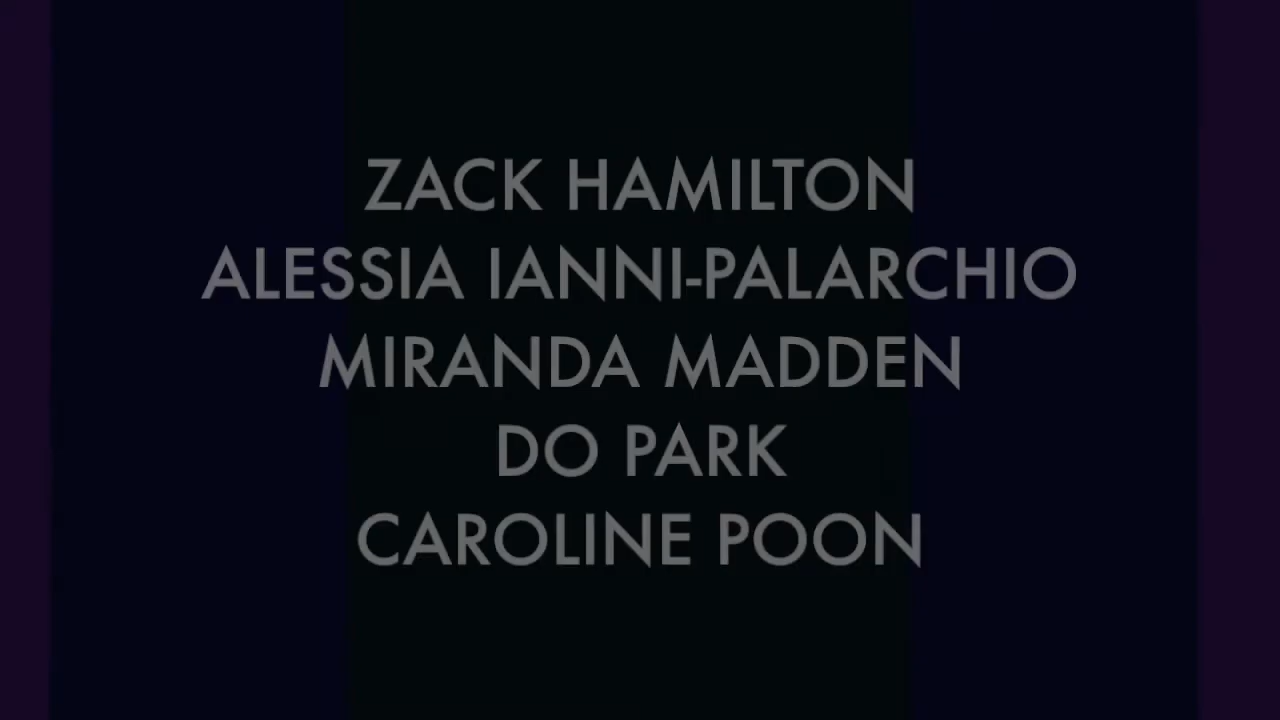 ZACK HAMILTON
ALESSIA IANNI-PALARCHIO
MIRANDA MADDEN
DO PARK
CAROLINE POON